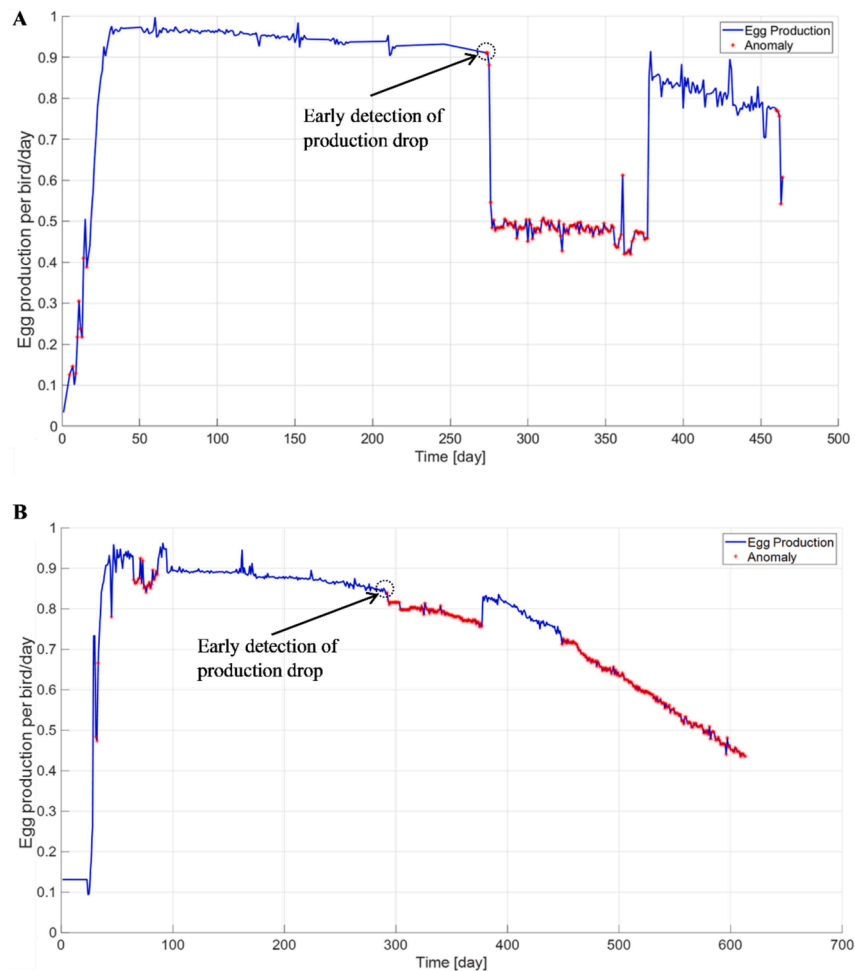 A
1
0.9
0.8
0.7
0.6
0.5
0.4
0.3
0.2
0.1
0
Egg production per bird/day
Egg Production
Anomaly
Early detection of
production drop
0 50 100 150 200 250 300 350 400 450 500
Time [day]
B
1
0.9
0.8
0.7
0.6
0.5
0.4
0.3
0.2
0.1
0
Egg production per bird/day
Egg Production
Anomaly
Early detection of
production drop
0 100 200 300 400 500 600 700
Time [day]